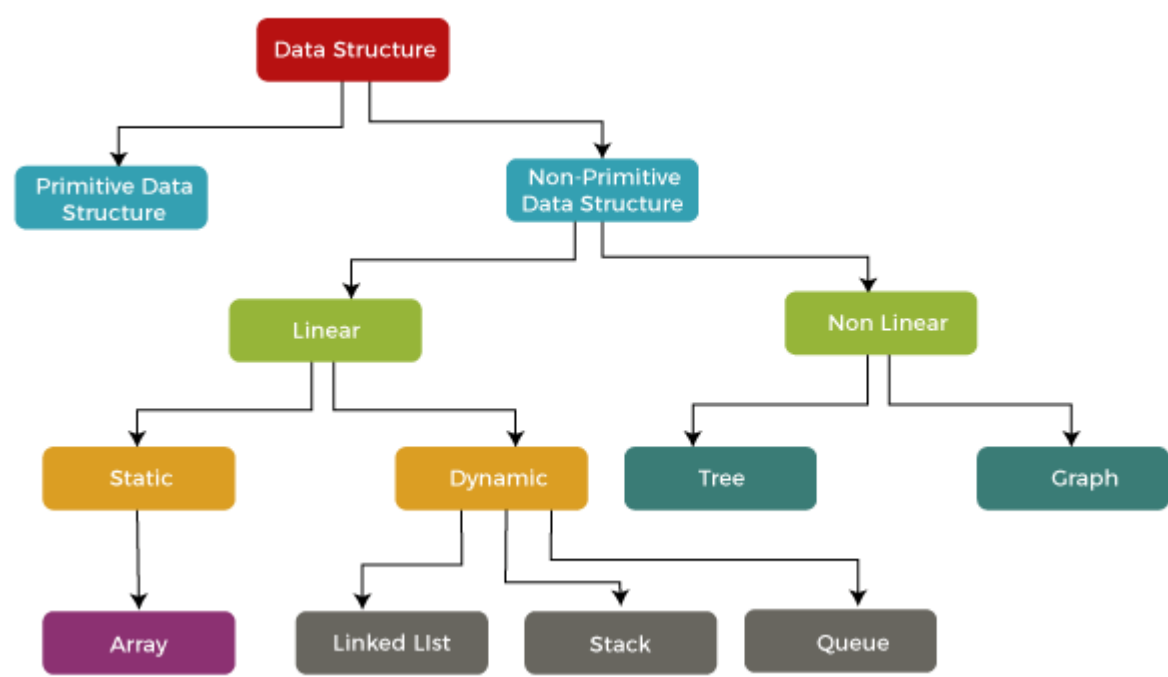 Data Structure
Primitive Data
Structure
Non-Primitive
Data Structure
Linear
Non Linear
Static
Dynamic
Tree
Graph
Array
Linked LIst
Stack
Queue